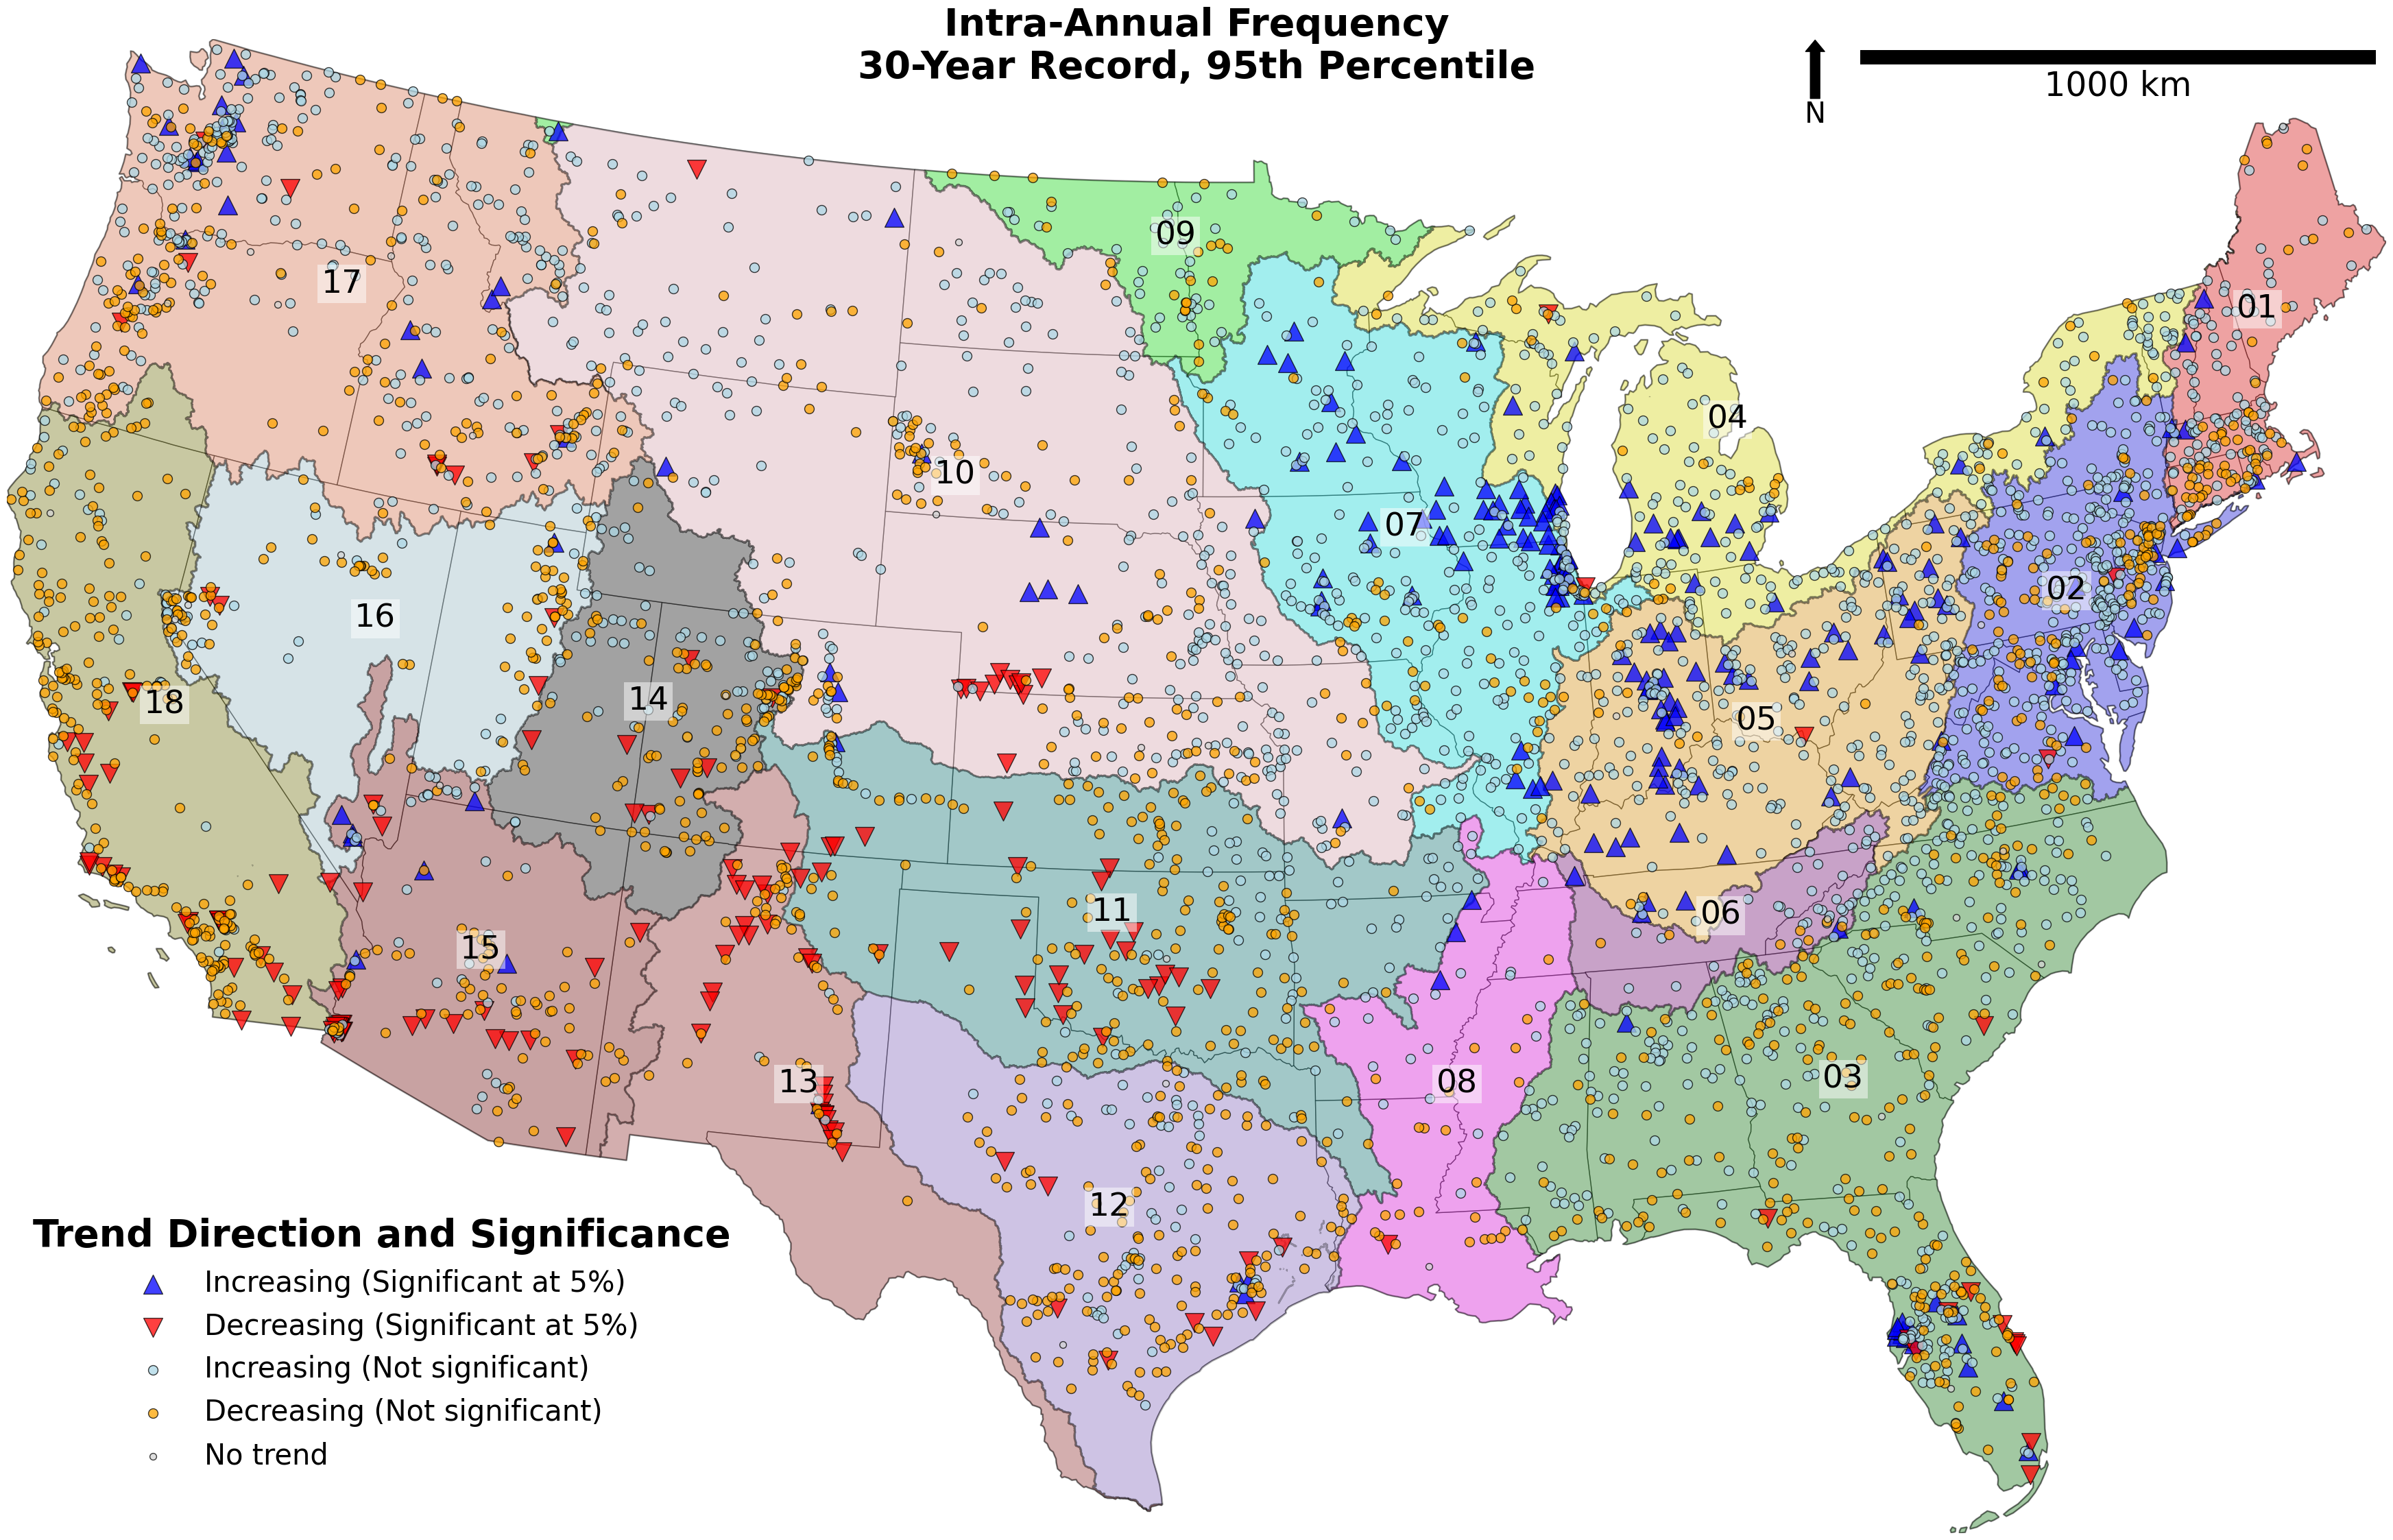 Intra-Annual Frequency
30-Year Record, 95th Percentile
N
1000 km
01
09
17
04
10
07
02
16
18
14
05
11
06
15
13
08
03
12
Trend Direction and Significance
Increasing (Significant at 5%)
Decreasing (Significant at 5%)
Increasing (Not significant)
Decreasing (Not significant)
No trend